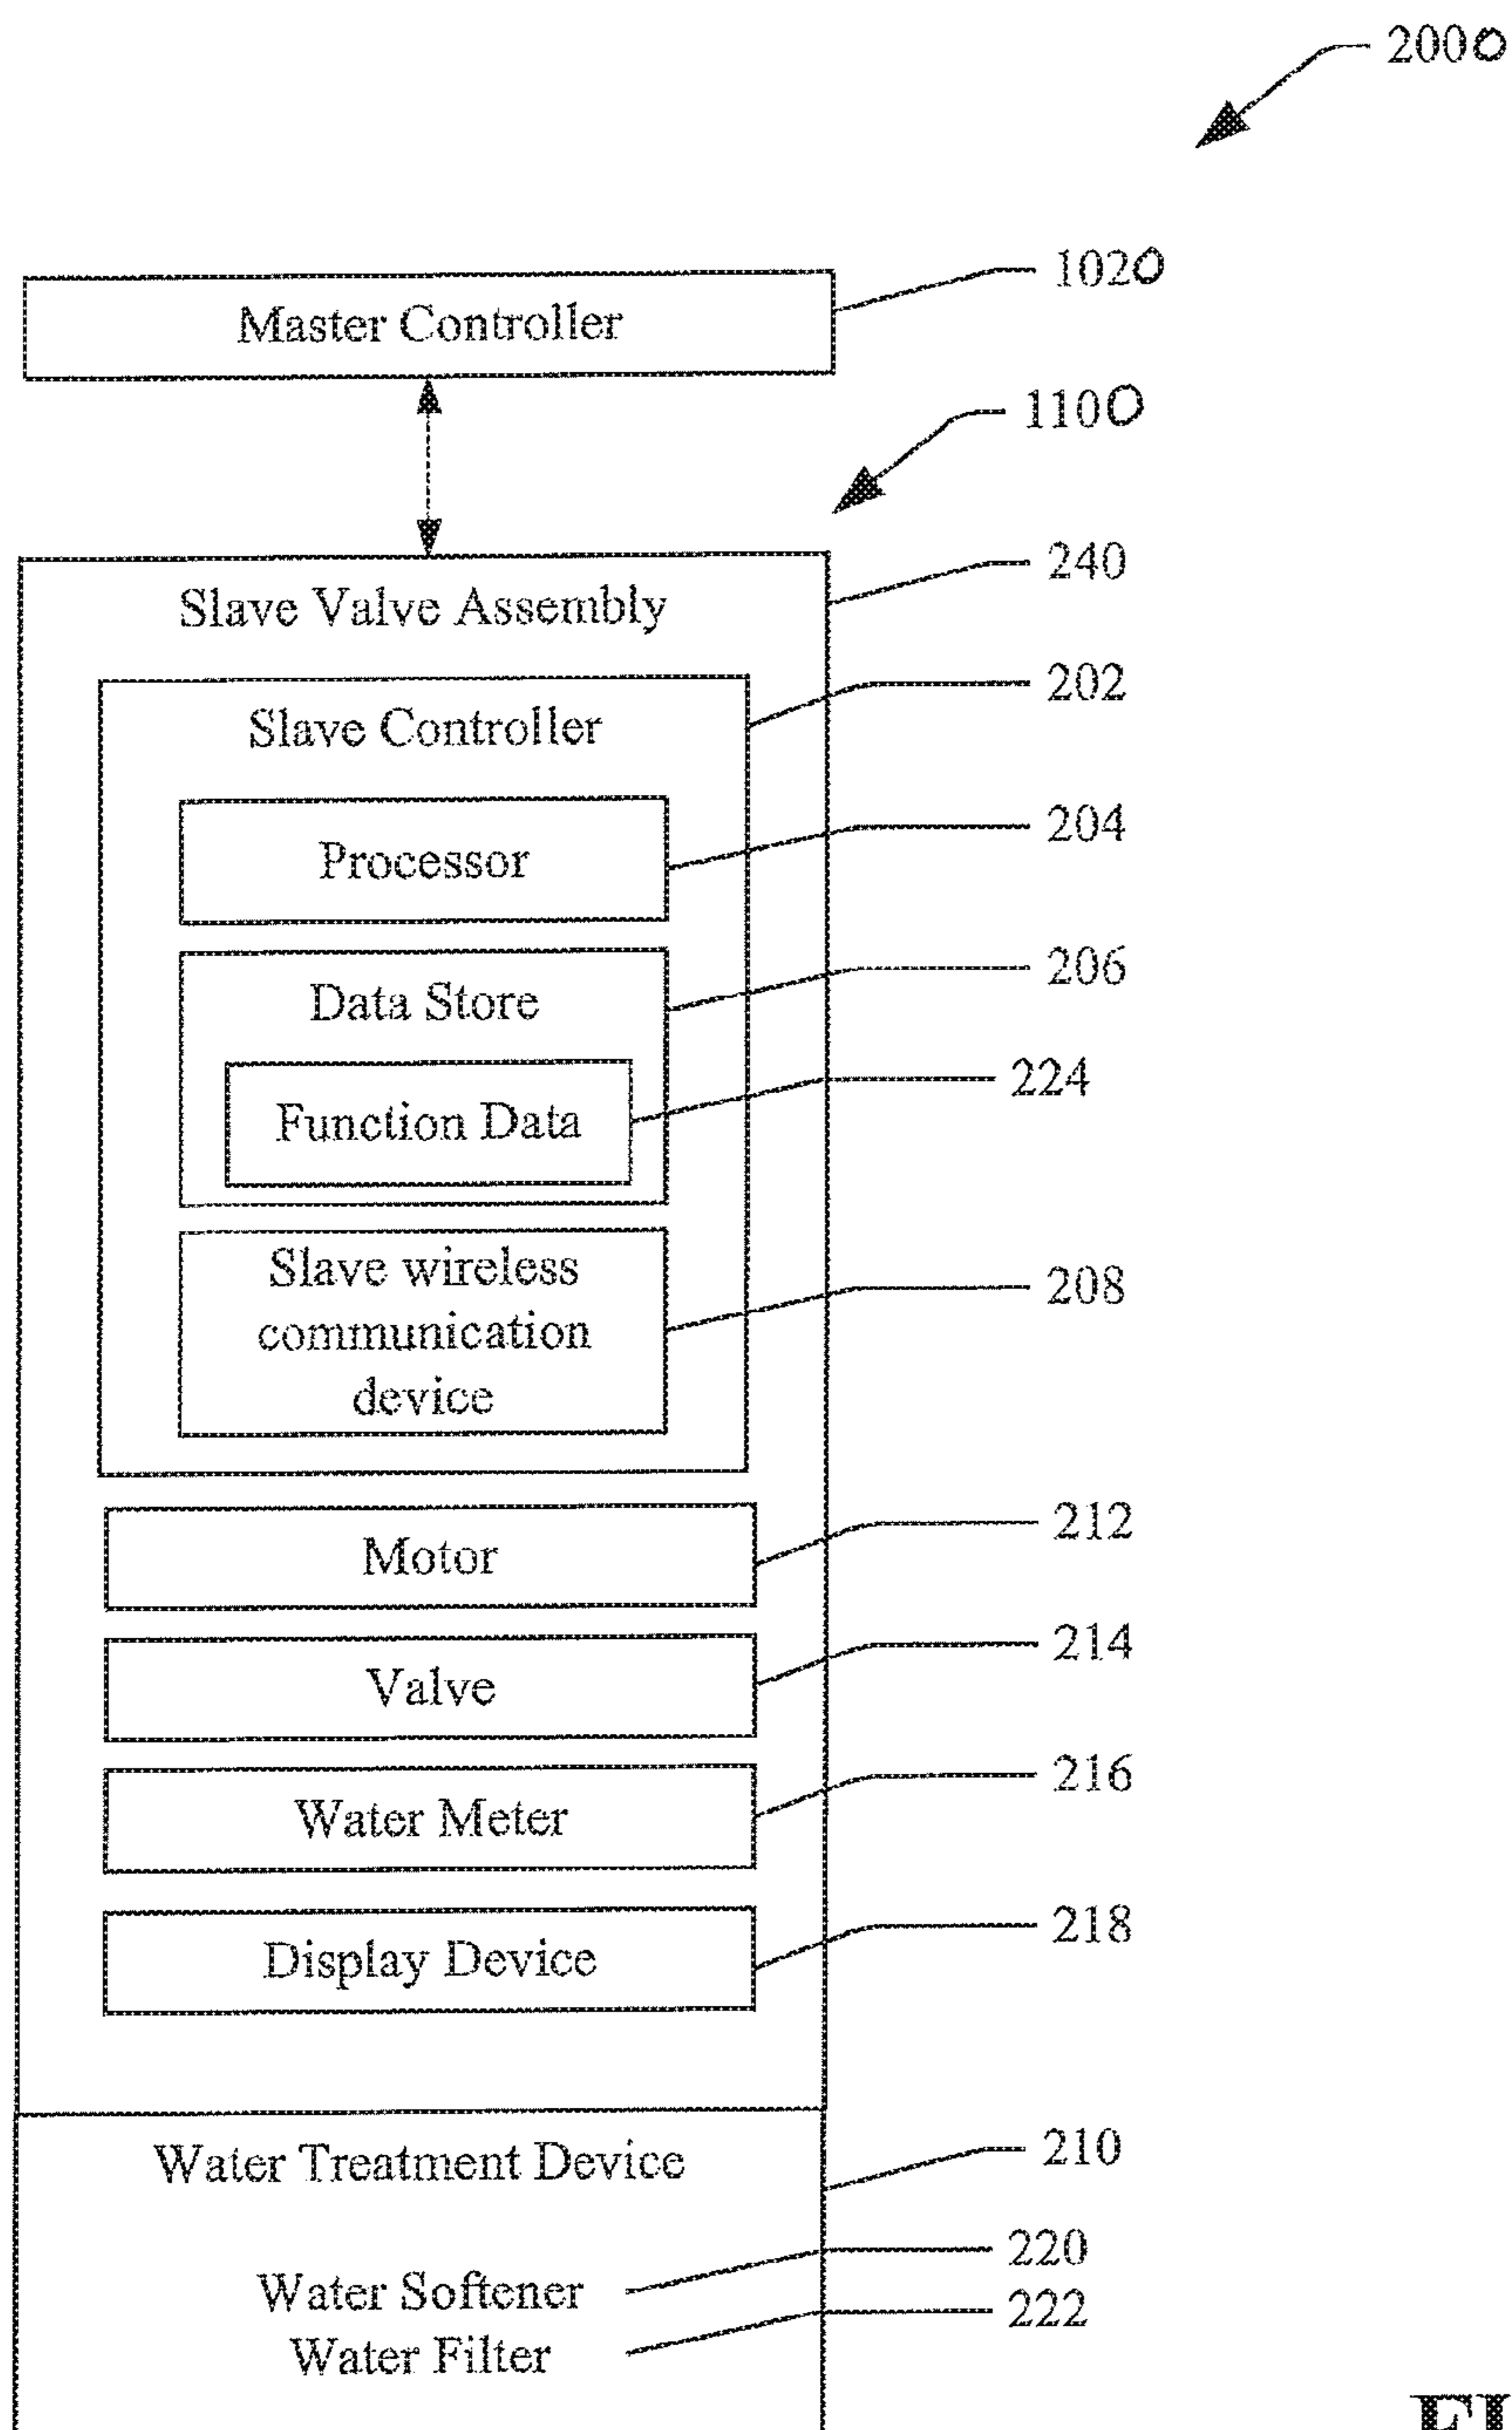 2000
Master Controller 1020
1100
240
Slave Valve Assembly
202
Slave Controller
204
Processor
206
Data Store
224
Function Data
208
Slave wireless
communication
device
212
Motor
214
Valve
216
Water Meter
218
Display Device
210
Water Treatment Device
220
Water Softener
222
Water Filter